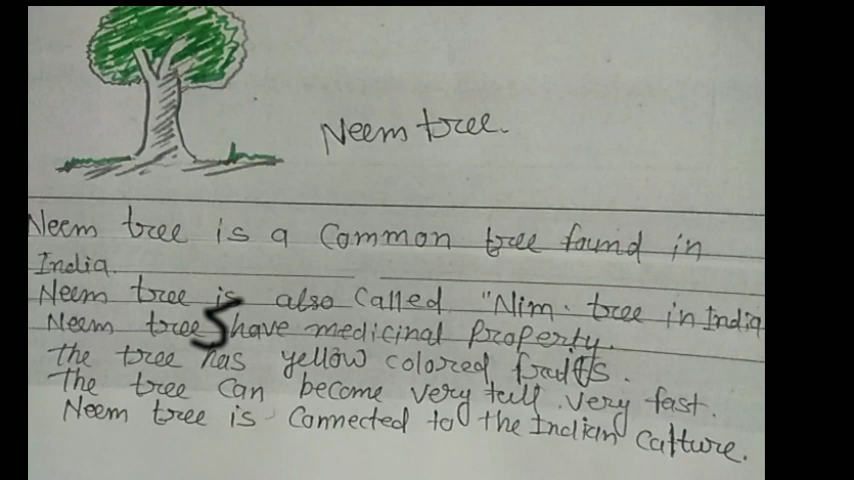 Neem tree.
Neem tree is a Common tree found in
India.
Neem tree is also called "Nim. tree in India
Neem trees have medicinal Property.
the tree has yellow colored fruits.
The tree can become very tall very fast.
Neem tree is connected to the Indian calture.